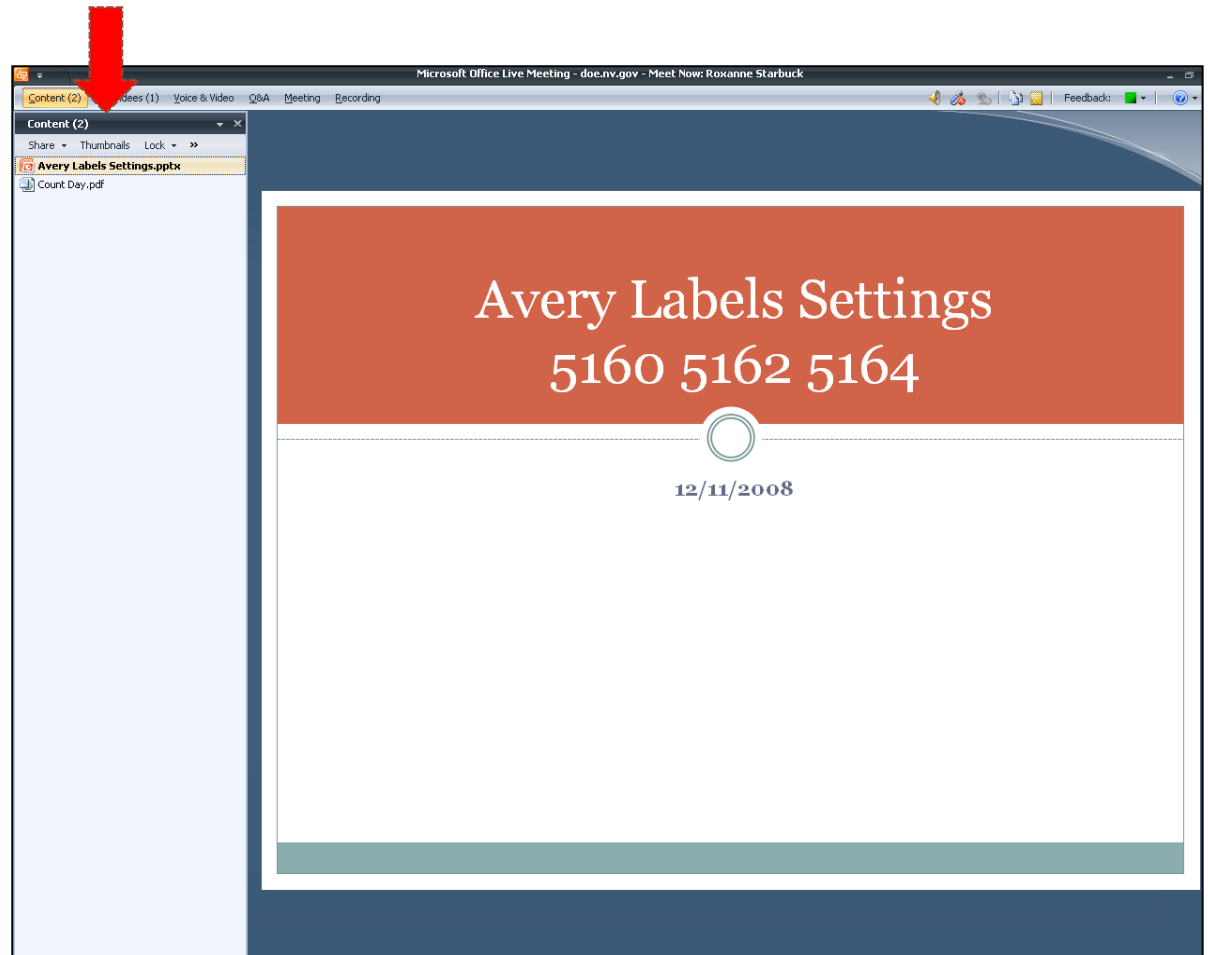 Microsoft Office Live Meeting - doe.nv.gov - Meet Now: Roxanne Starbuck
Content (2) dees (1) Voice & Video Q&A Meeting Recording Feedback:
Content (2)
Share Thumbnails Lock »
Avery Labels Settings.pptx
Count Day.pdf
Avery Labels Settings
5160 5162 5164
12/11/2008